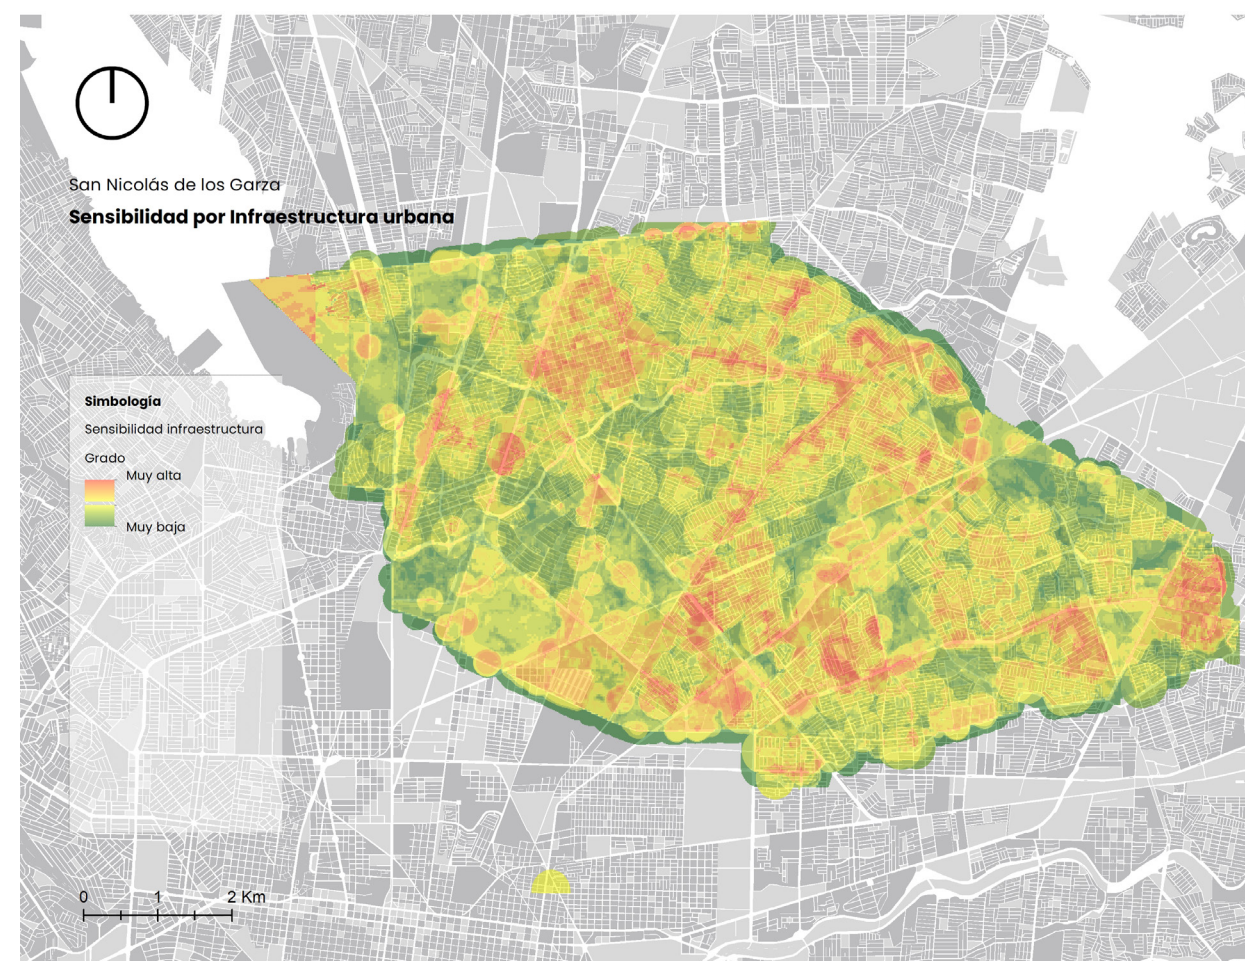 San Nicolás de los Garza
Sensibilidad por Infraestructura urbana
Simbología
Sensibilidad infraestructura
Grado
Muy alta
Muy baja
0 1 2 Km